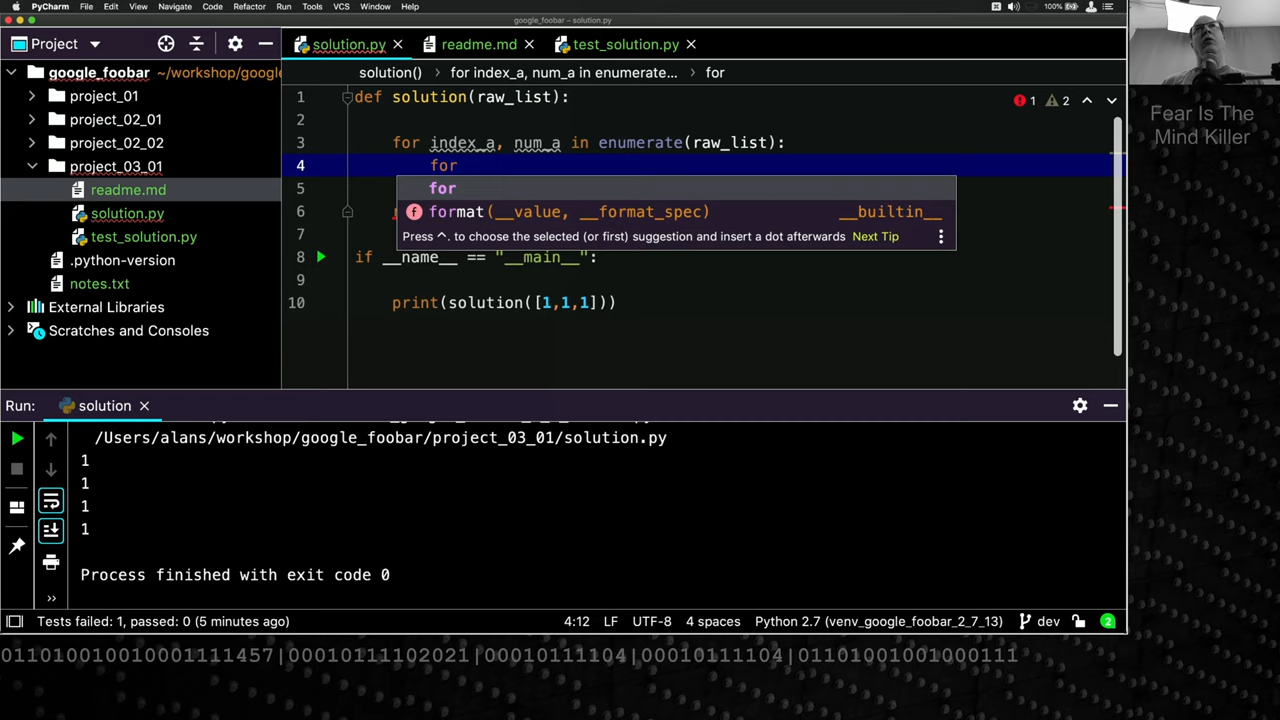 PyCharm File Edit View Navigate Code Refactor Run Tools VCS Window Help
100%
google_foobar – solution.py
Project
solution.py
readme.md
test_solution.py
google_foobar ~/workshop/google
project_01
project_02_01
project_02_02
project_03_01
readme.md
solution.py
test_solution.py
.python-version
notes.txt
External Libraries
Scratches and Consoles
solution() for index_a, num_a in enumerate... for
1 2
1 def solution(raw_list):
2
3 for index_a, num_a in enumerate(raw_list):
4 for
5
6
7
8 if __name__ == "__main__":
9
10 print(solution([1,1,1]))
for
f format(__value, __format_spec) __builtin__
Press ^. to choose the selected (or first) suggestion and insert a dot afterwards Next Tip
Fear Is The
Mind Killer
Run: solution
/Users/alans/workshop/google_foobar/project_03_01/solution.py
1
1
1
1
Process finished with exit code 0
Tests failed: 1, passed: 0 (5 minutes ago) 4:12 LF UTF-8 4 spaces Python 2.7 (venv_google_foobar_2_7_13) dev 2
011010010010001111457|00010111102021|00010111104|00010111104|011010010010001​11